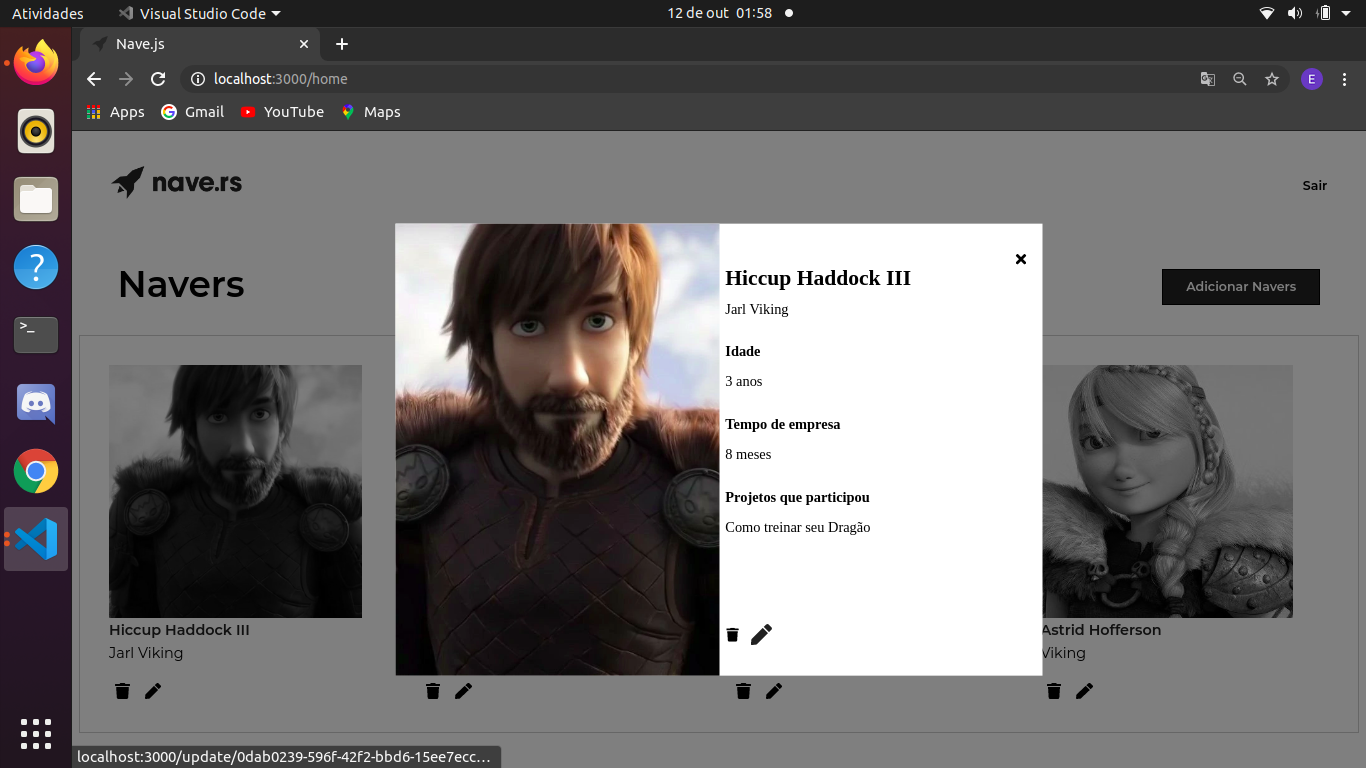 Atividades
Visual Studio Code
12 de out 01:58
Nave.js
localhost:3000/home
E
Apps
Gmail
YouTube
Maps
nave.rs
Sair
Navers
Adicionar Navers
Hiccup Haddock III
Jarl Viking
Idade
3 anos
Tempo de empresa
8 meses
Projetos que participou
Como treinar seu Dragão
Hiccup Haddock III
Jarl Viking
Astrid Hofferson
Viking
localhost:3000/update/0dab0239-596f-42f2-bbd6-15ee7ecc…